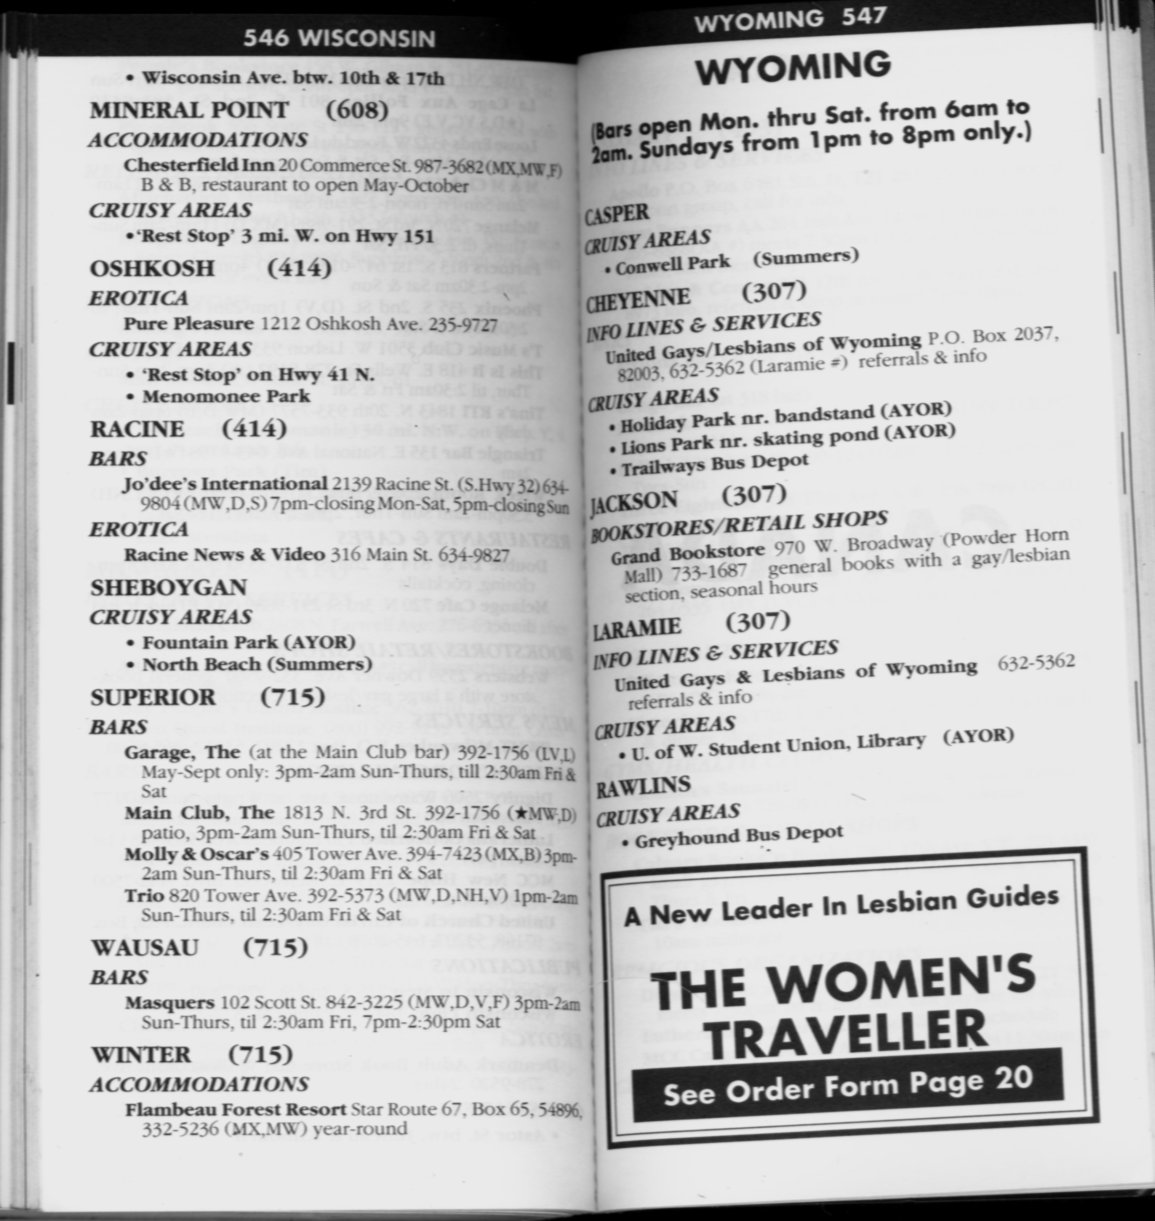 546 WISCONSIN
• Wisconsin Ave. btw. 10th & 17th
MINERAL POINT (608)
ACCOMMODATIONS
Chesterfield Inn 20 Commerce St. 987-3682 (MX,MW,F)
B & B, restaurant to open May-October
CRUISY AREAS
•'Rest Stop' 3 mi. W. on Hwy 151
OSHKOSH (414)
EROTICA
Pure Pleasure 1212 Oshkosh Ave. 235-9727
CRUISY AREAS
• 'Rest Stop' on Hwy 41 N.
• Menomonee Park
RACINE (414)
BARS
Jo'dee's International 2139 Racine St. (S.Hwy 32) 634-
9804 (MW,D,S) 7pm-closing Mon-Sat, 5pm-closing Sun
EROTICA
Racine News & Video 316 Main St. 634-9827
SHEBOYGAN
CRUISY AREAS
• Fountain Park (AYOR)
• North Beach (Summers)
SUPERIOR (715)
BARS
Garage, The (at the Main Club bar) 392-1756 (LV,L)
May-Sept only: 3pm-2am Sun-Thurs, till 2:30am Fri &
Sat
Main Club, The 1813 N. 3rd St. 392-1756 (★MW,D)
patio, 3pm-2am Sun-Thurs, til 2:30am Fri & Sat
Molly & Oscar's 405 Tower Ave. 394-7423 (MX,B) 3pm-
2am Sun-Thurs, til 2:30am Fri & Sat
Trio 820 Tower Ave. 392-5373 (MW,D,NH,V) 1pm-2am
Sun-Thurs, til 2:30am Fri & Sat
WAUSAU (715)
BARS
Masquers 102 Scott St. 842-3225 (MW,D,V,F) 3pm-2am
Sun-Thurs, til 2:30am Fri, 7pm-2:30pm Sat
WINTER (715)
ACCOMMODATIONS
Flambeau Forest Resort Star Route 67, Box 65, 54896,
332-5236 (MX,MW) year-round
WYOMING 547
WYOMING
(Bars open Mon. thru Sat. from 6am to
2am. Sundays from 1pm to 8pm only.)
CASPER
CRUISY AREAS
• Conwell Park (Summers)
CHEYENNE (307)
INFO LINES & SERVICES
United Gays/Lesbians of Wyoming P.O. Box 2037,
82003, 632-5362 (Laramie #) referrals & info
CRUISY AREAS
• Holiday Park nr. bandstand (AYOR)
• Lions Park nr. skating pond (AYOR)
• Trailways Bus Depot
JACKSON (307)
BOOKSTORES/RETAIL SHOPS
Grand Bookstore 970 W. Broadway (Powder Horn
Mall) 733-1687 general books with a gay/lesbian
section, seasonal hours
LARAMIE (307)
INFO LINES & SERVICES
United Gays & Lesbians of Wyoming 632-5362
referrals & info
CRUISY AREAS
• U. of W. Student Union, Library (AYOR)
RAWLINS
CRUISY AREAS
• Greyhound Bus Depot
A New Leader In Lesbian Guides
THE WOMEN'S
TRAVELLER
See Order Form Page 20